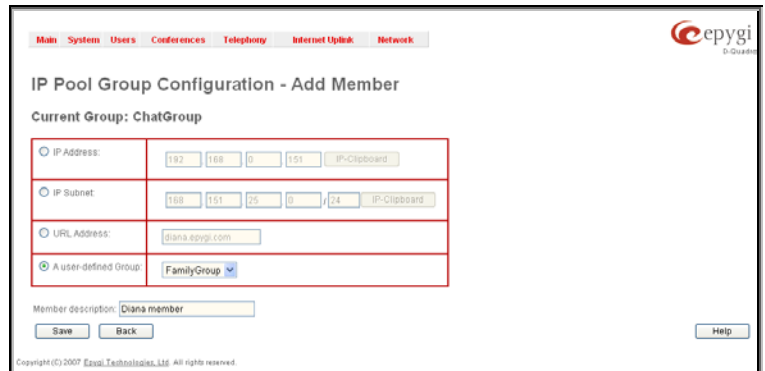 Main System Users Conferences Telephony Internet Uplink Network
epygi
D-Quadro
IP Pool Group Configuration - Add Member
Current Group: ChatGroup
IP Address: 192 168 0 151 IP-Clipboard
IP Subnet: 168 151 25 0 / 24 IP-Clipboard
URL Address: diana.epygi.com
A user-defined Group: FamilyGroup
Member description: Diana member
Save Back Help
Copyright (C) 2007 Epygi Technologies, Ltd. All rights reserved.